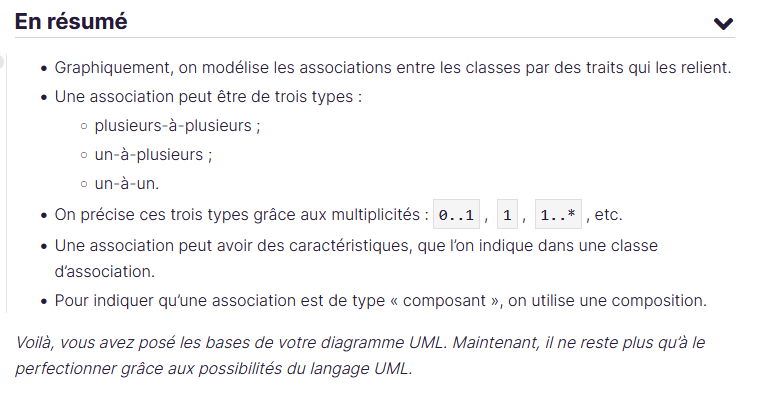 En résumé
• Graphiquement, on modélise les associations entre les classes par des traits qui les relient.
• Une association peut être de trois types :
○ plusieurs-à-plusieurs ;
○ un-à-plusieurs ;
○ un-à-un.
• On précise ces trois types grâce aux multiplicités : 0..1 , 1 , 1..* , etc.
• Une association peut avoir des caractéristiques, que l’on indique dans une classe
d’association.
• Pour indiquer qu’une association est de type « composant », on utilise une composition.
Voilà, vous avez posé les bases de votre diagramme UML. Maintenant, il ne reste plus qu’à le
perfectionner grâce aux possibilités du langage UML.